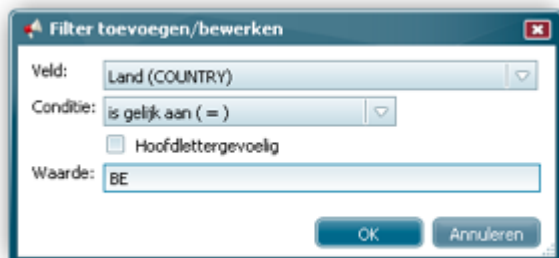 Filter toevoegen/bewerken
Veld: Land (COUNTRY)
Conditie: is gelijk aan ( = )
Hoofdlettergevoelig
Waarde: BE
OK Annuleren